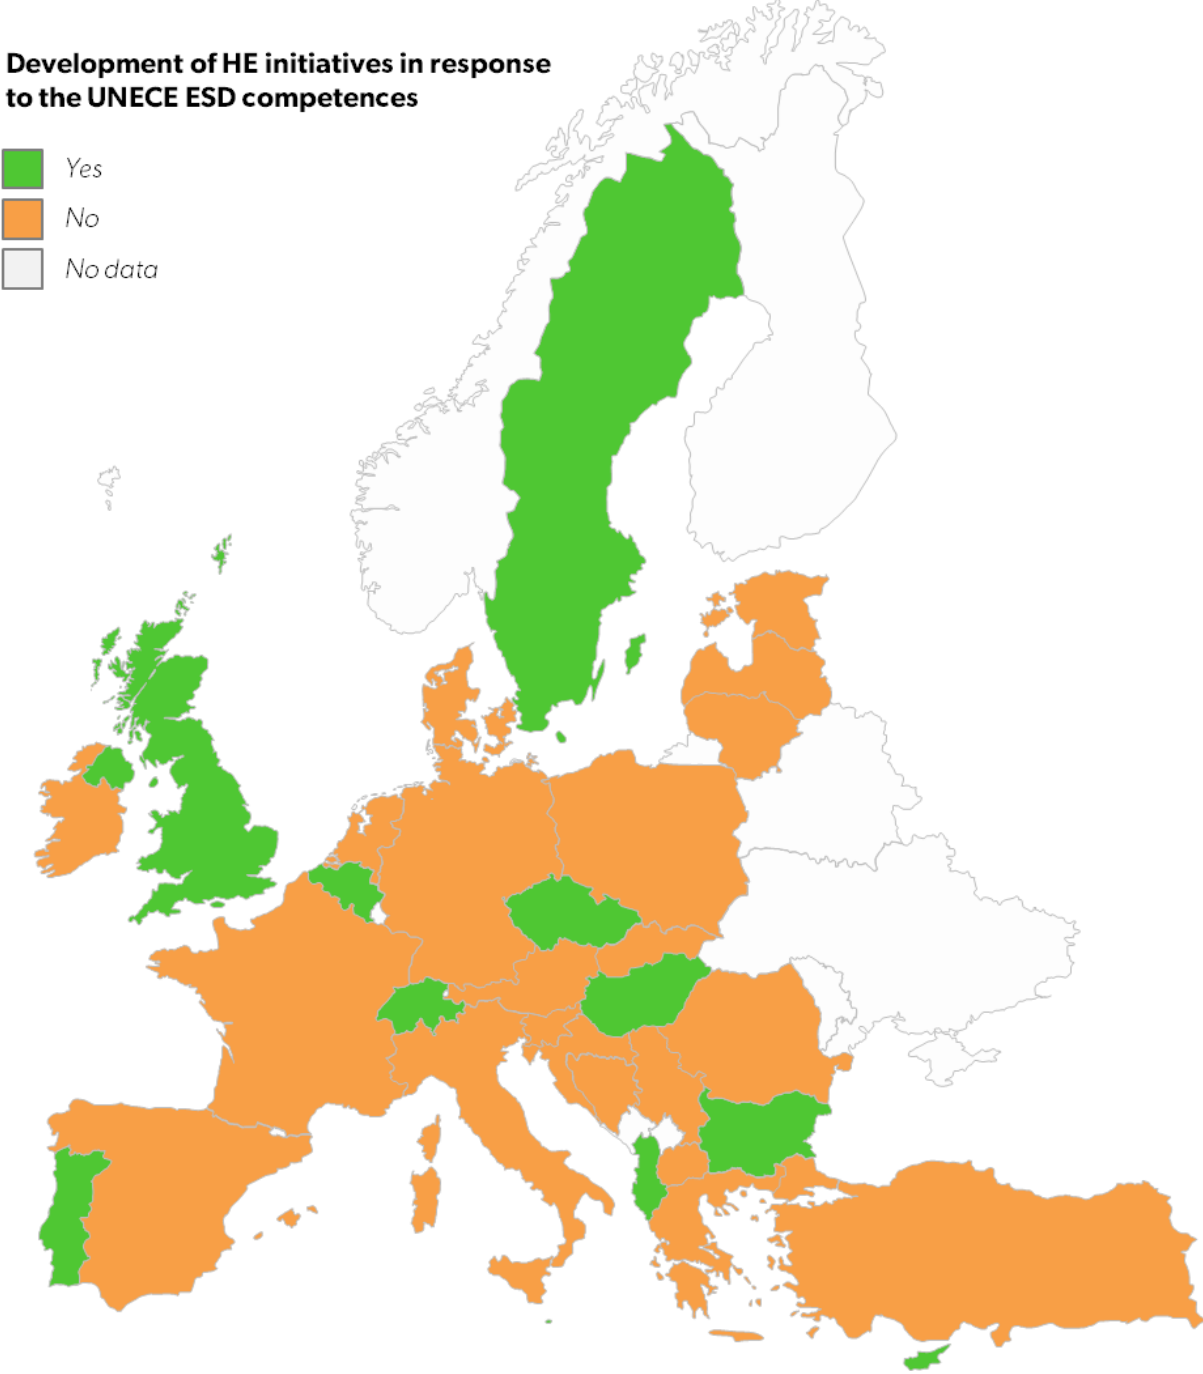 Development of HE initiatives in response
to the UNECE ESD competences
Yes
No
No data